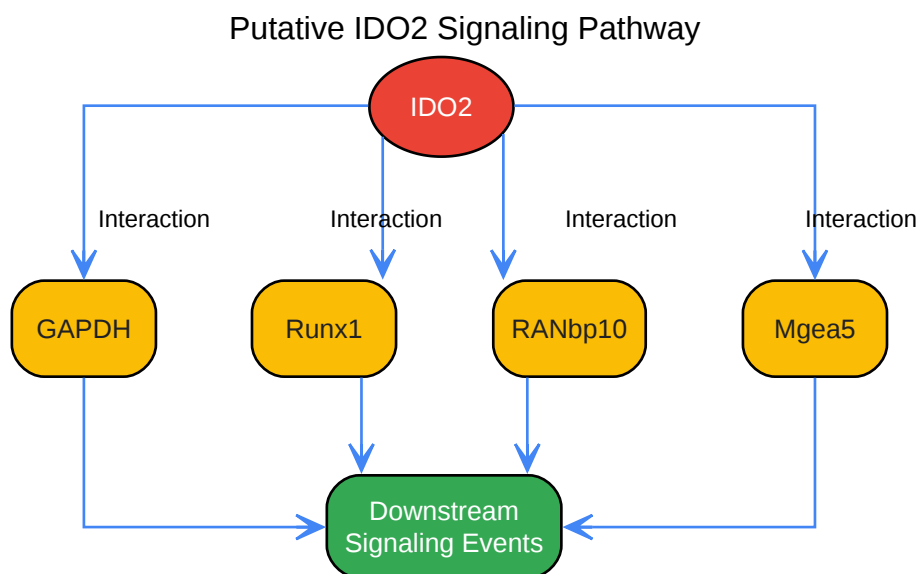 Putative IDO2 Signaling Pathway
IDO2
Interaction
Interaction
Interaction
Interaction
GAPDH
Runx1
RANbp10
Mgea5
Downstream
Signaling Events